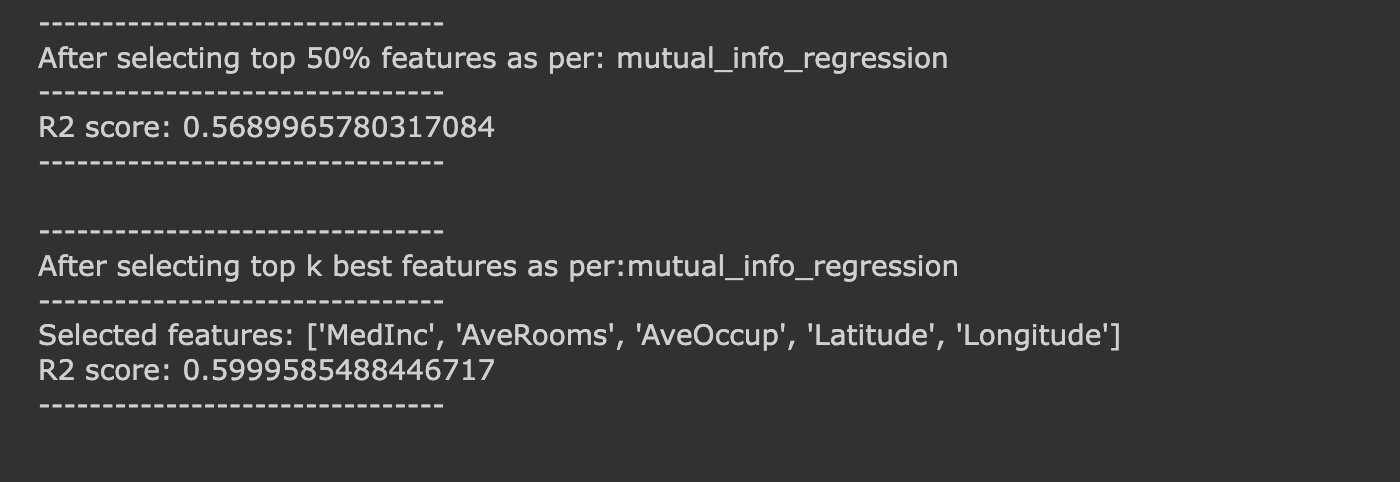 --------------------------------
After selecting top 50% features as per: mutual_info_regression
--------------------------------
R2 score: 0.5689965780317084
--------------------------------
--------------------------------
After selecting top k best features as per:mutual_info_regression
--------------------------------
Selected features: ['MedInc', 'AveRooms', 'AveOccup', 'Latitude', 'Longitude']
R2 score: 0.5999585488446717
--------------------------------